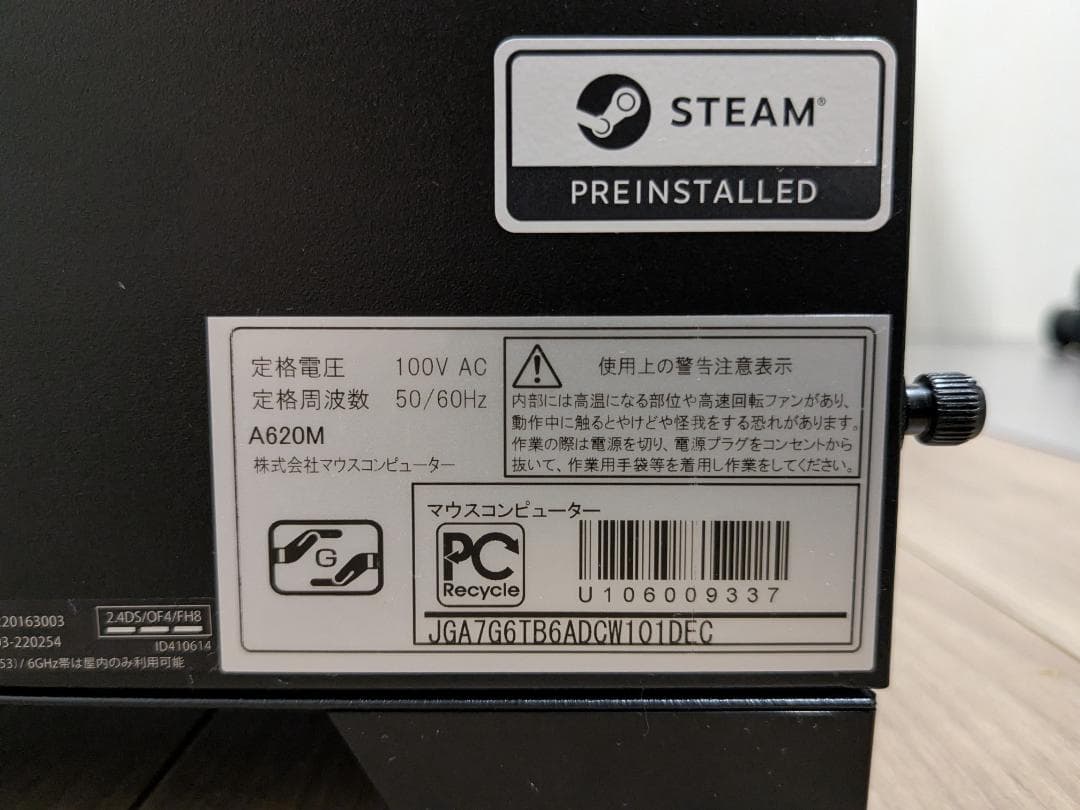 STEAM®
PREINSTALLED
定格電圧 100V AC
定格周波数 50/60Hz
A620M
株式会社マウスコンピューター
使用上の警告注意表示
内部には高温になる部位や高速回転ファンがあり、
動作中に触るとやけどや怪我をする恐れがあります。
作業の際は電源を切り、電源プラグをコンセントから
抜いて、作業用手袋等を着用し作業をしてください。
G
マウスコンピューター
PC
Recycle
U106009337
JGA7G6TB6ADCW101DEC
220163003
03-220254
2.4DS/OF4/FH8
ID410614
53) / 6GHz帯は屋内のみ利用可能